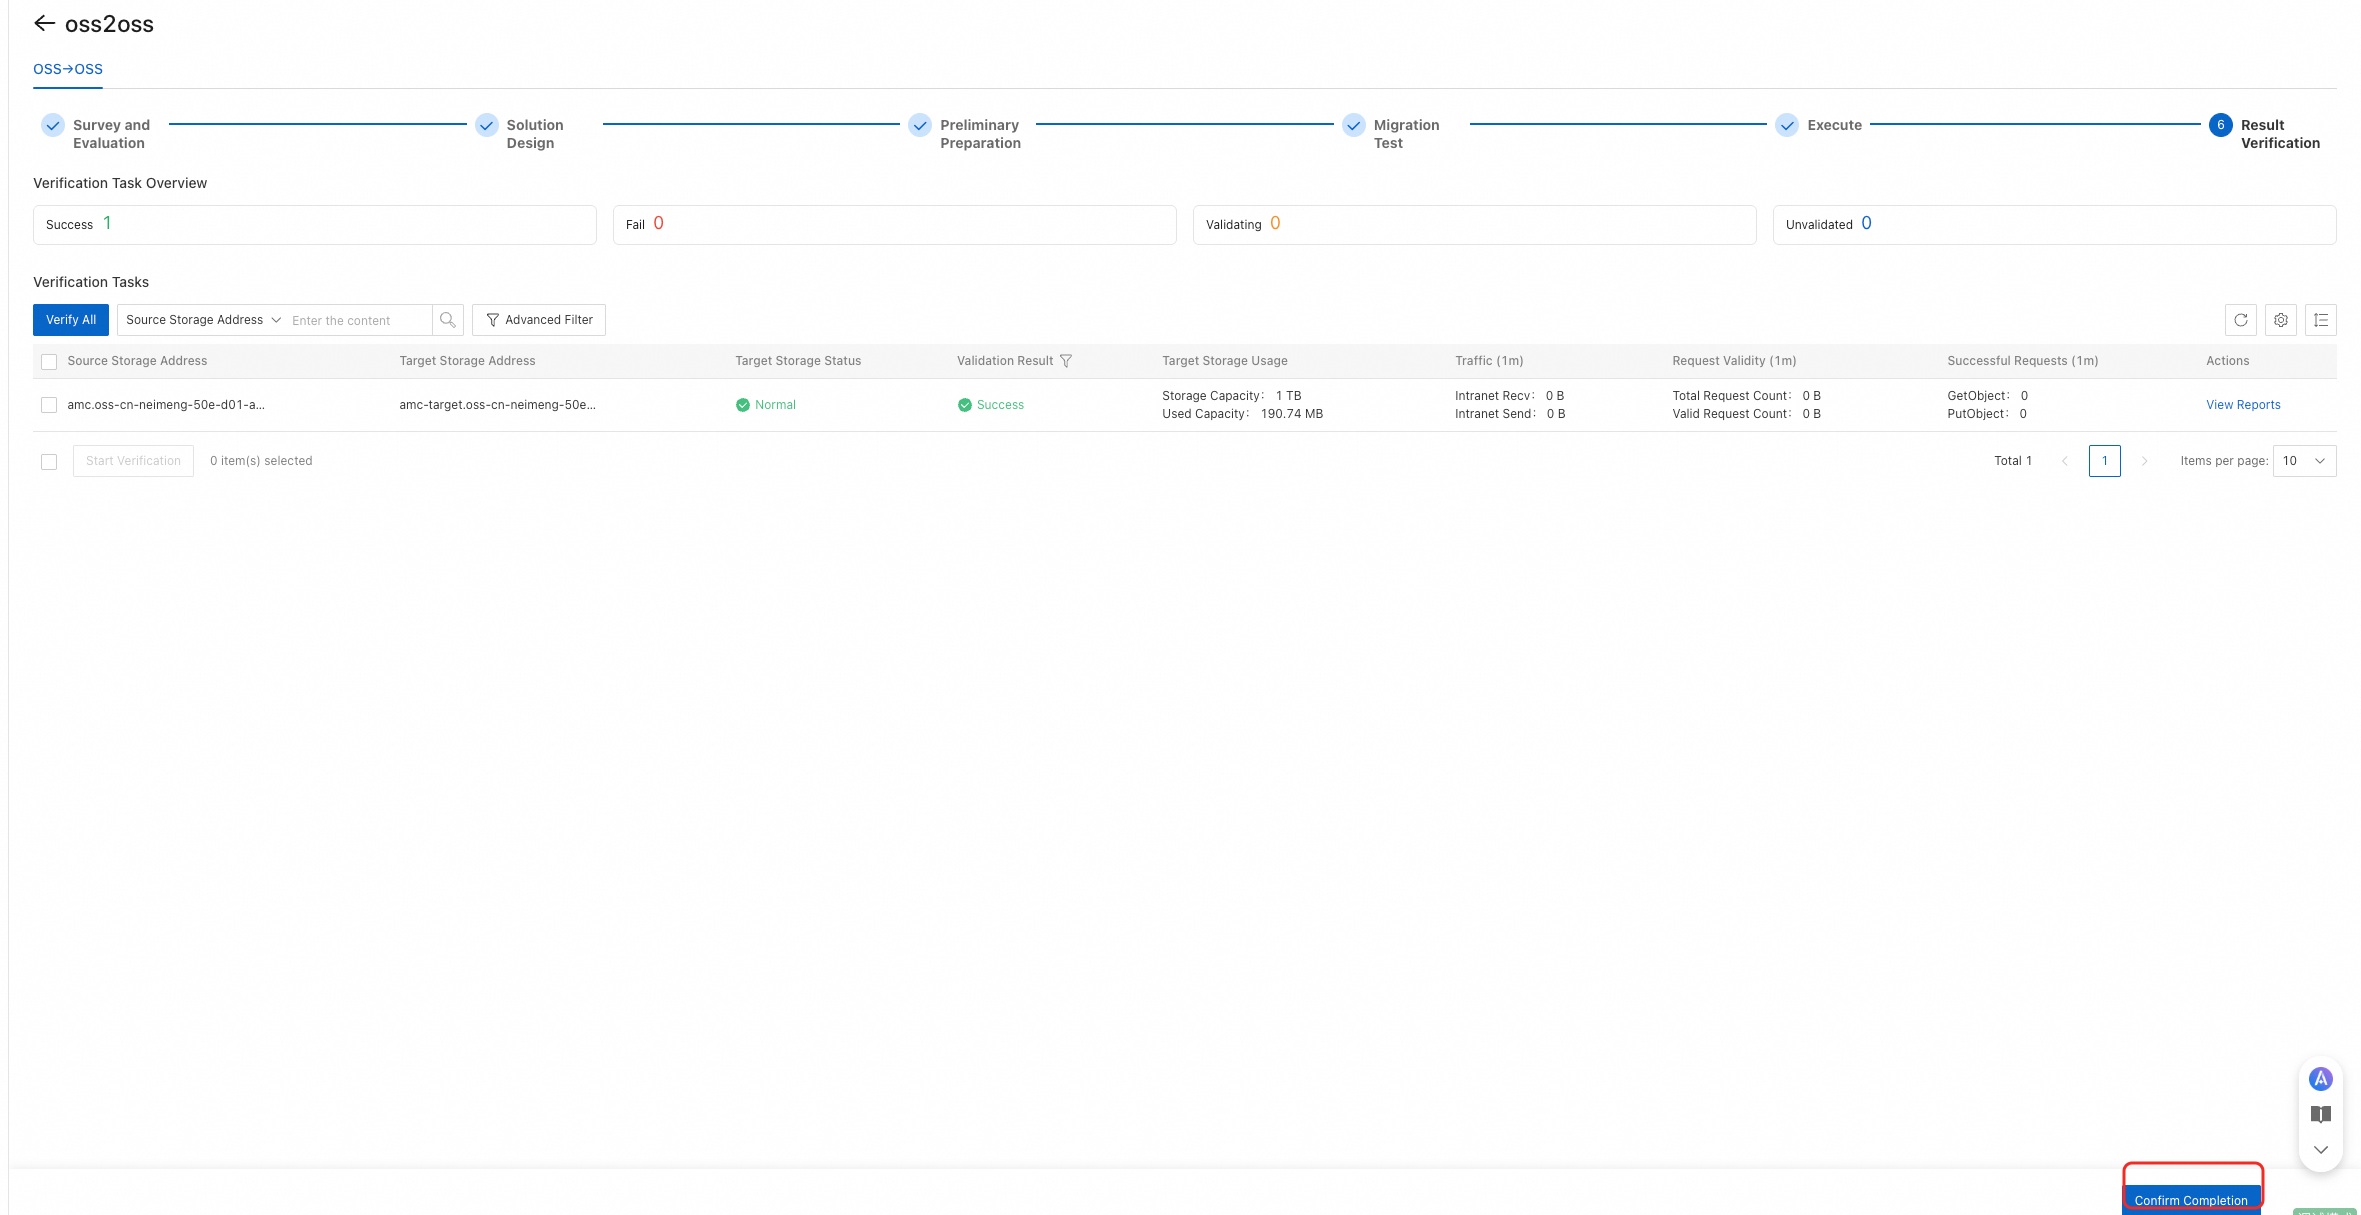 oss2oss
OSS→OSS
Survey and
Evaluation
Solution
Design
Preliminary
Preparation
Migration
Test
Execute
6
Result
Verification
Verification Task Overview
Success 1
Fail 0
Validating 0
Unvalidated 0
Verification Tasks
Verify All
Source Storage Address
Enter the content
Advanced Filter
Source Storage Address
Target Storage Address
Target Storage Status
Validation Result
Target Storage Usage
Traffic (1m)
Request Validity (1m)
Successful Requests (1m)
Actions
amc.oss-cn-neimeng-50e-d01-a...
amc-target.oss-cn-neimeng-50e...
Normal
Success
Storage Capacity： 1 TB
Used Capacity： 190.74 MB
Intranet Recv： 0 B
Intranet Send： 0 B
Total Request Count： 0 B
Valid Request Count： 0 B
GetObject： 0
PutObject： 0
View Reports
Start Verification
0 item(s) selected
Total 1
1
Items per page:
10
Confirm Completion